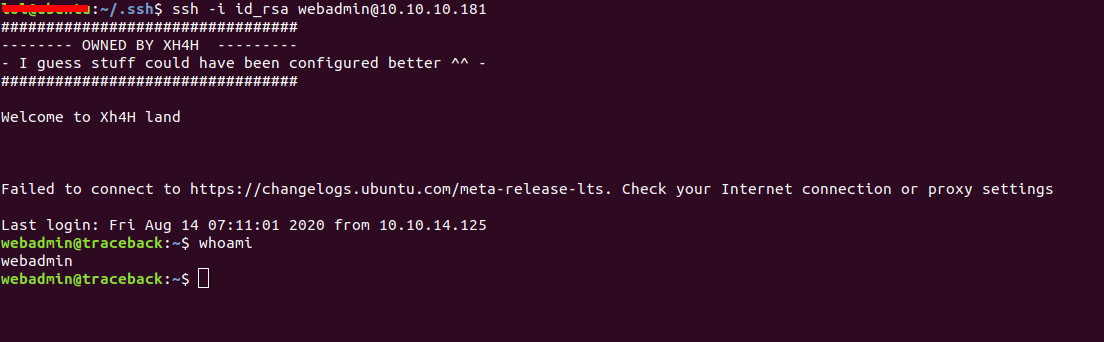 :~/.ssh$ ssh -i id_rsa webadmin@10.10.10.181
#################################
-------- OWNED BY XH4H  ---------
- I guess stuff could have been configured better ^^ -
#################################
Welcome to Xh4H land
Failed to connect to https://changelogs.ubuntu.com/meta-release-lts. Check your Internet connection or proxy settings
Last login: Fri Aug 14 07:11:01 2020 from 10.10.14.125
webadmin@traceback:~$ whoami
webadmin
webadmin@traceback:~$